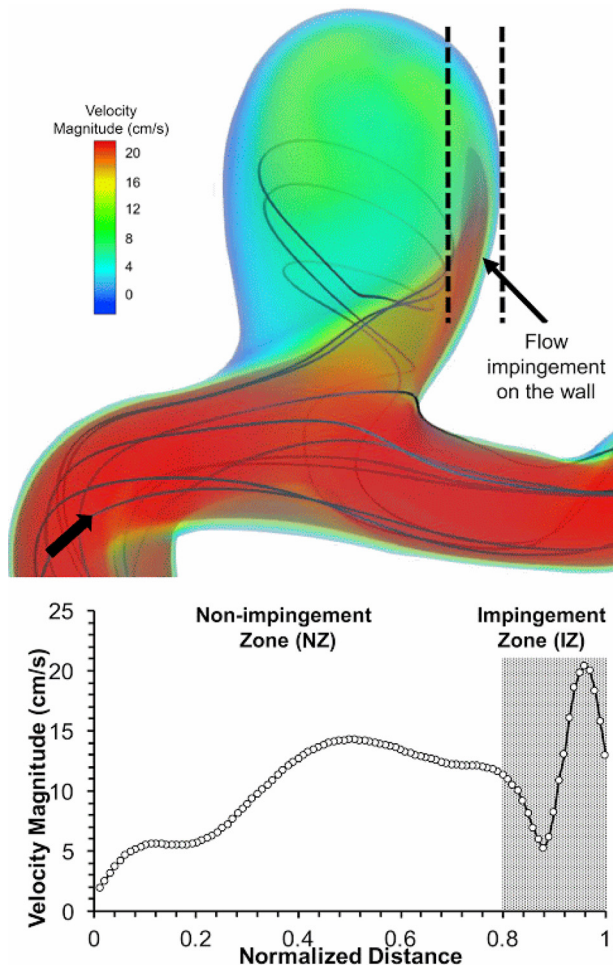 Velocity
Magnitude (cm/s)
20
16
12
8
4
0
Flow
impingement
on the wall
25
20
15
10
5
0
Velocity Magnitude (cm/s)
Non-impingement
Zone (NZ)
Impingement
Zone (IZ)
0
0.2
0.4
0.6
0.8
1
Normalized Distance